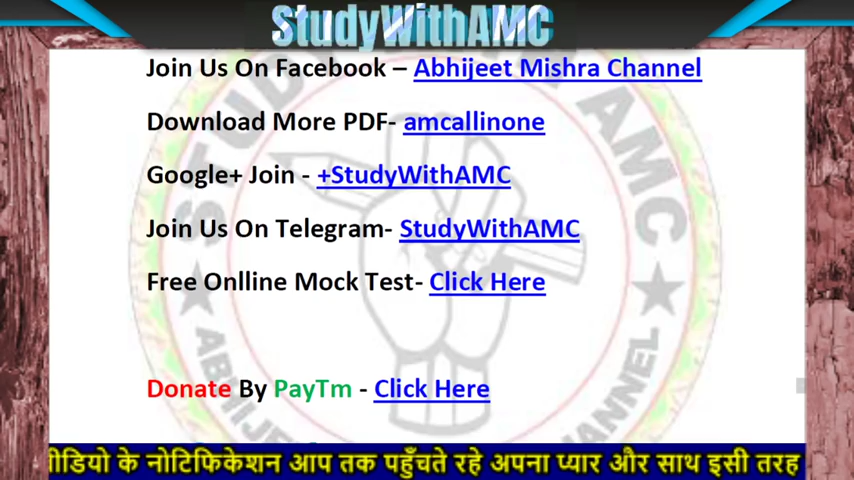 StudyWithAMC
Join Us On Facebook – Abhijeet Mishra Channel
Download More PDF- amcallinone
Google+ Join - +StudyWithAMC
Join Us On Telegram- StudyWithAMC
Free Onlline Mock Test- Click Here
Donate By PayTm - Click Here
के नोटिफिकेशन आप तक पहुँचते रहे अपना प्यार और साथ इसी तरह